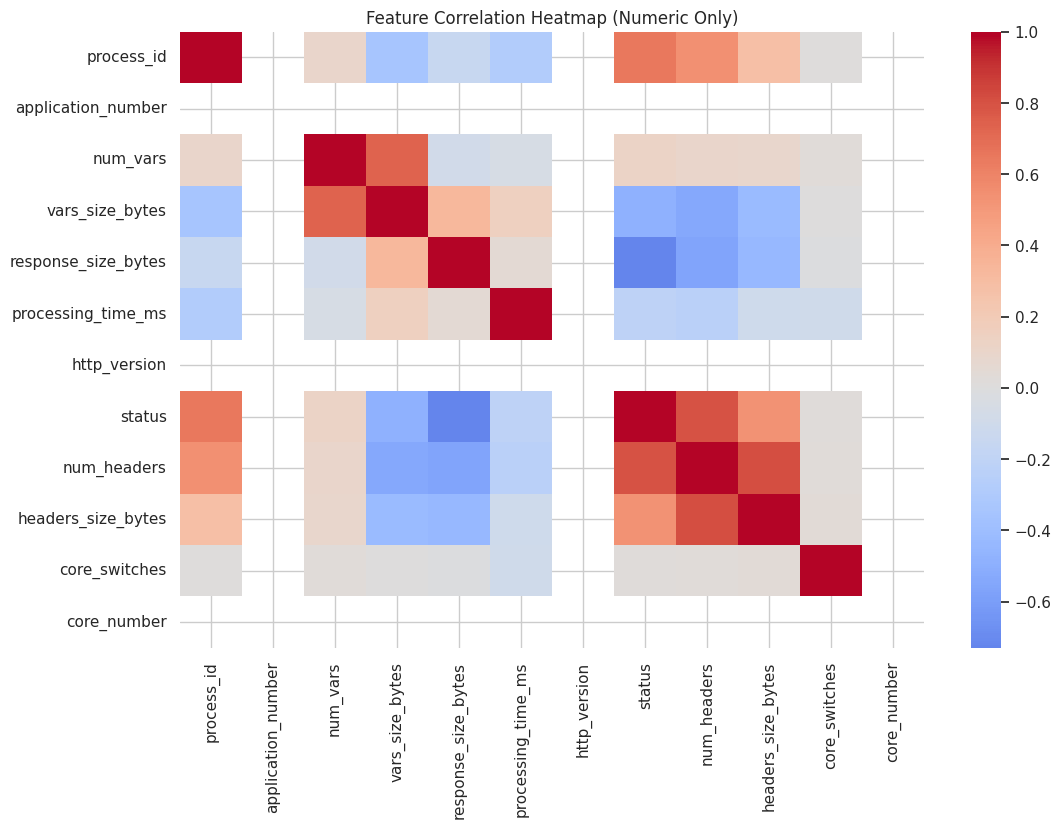 Feature Correlation Heatmap (Numeric Only)
process_id
application_number
num_vars
vars_size_bytes
response_size_bytes
processing_time_ms
http_version
status
num_headers
headers_size_bytes
core_switches
core_number
process_id
application_number
num_vars
vars_size_bytes
response_size_bytes
processing_time_ms
http_version
status
num_headers
headers_size_bytes
core_switches
core_number
1.0
0.8
0.6
0.4
0.2
0.0
−0.2
−0.4
−0.6